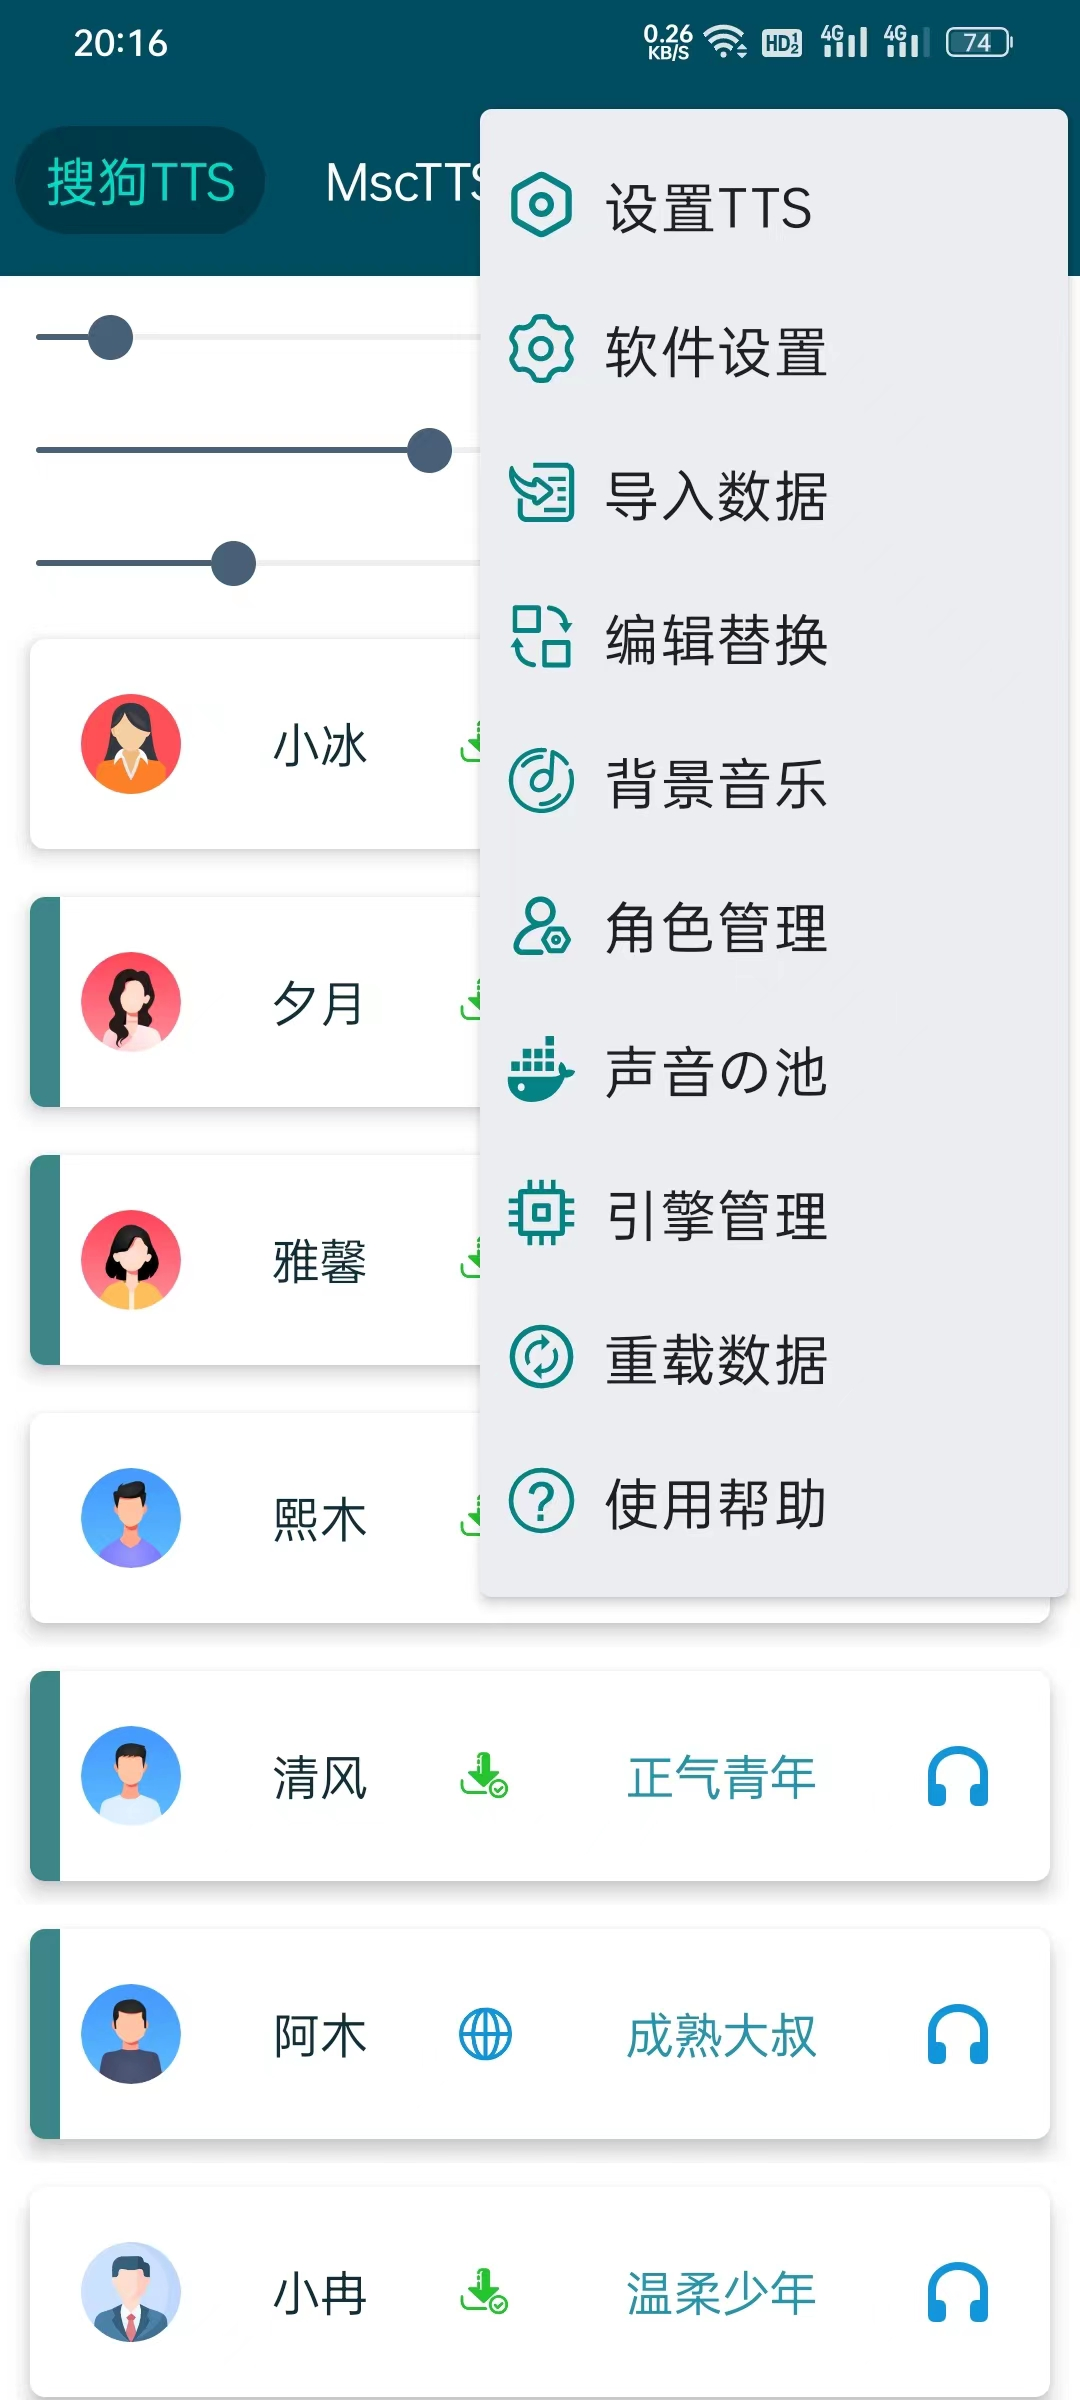 20:16
0.26 KB/S HD 1 2 4G 4G 74
搜狗TTS MscTTS
设置TTS
软件设置
导入数据
编辑替换
背景音乐
角色管理
声音の池
引擎管理
重载数据
使用帮助
小冰
夕月
雅馨
熙木
清风 正气青年
阿木 成熟大叔
小冉 温柔少年